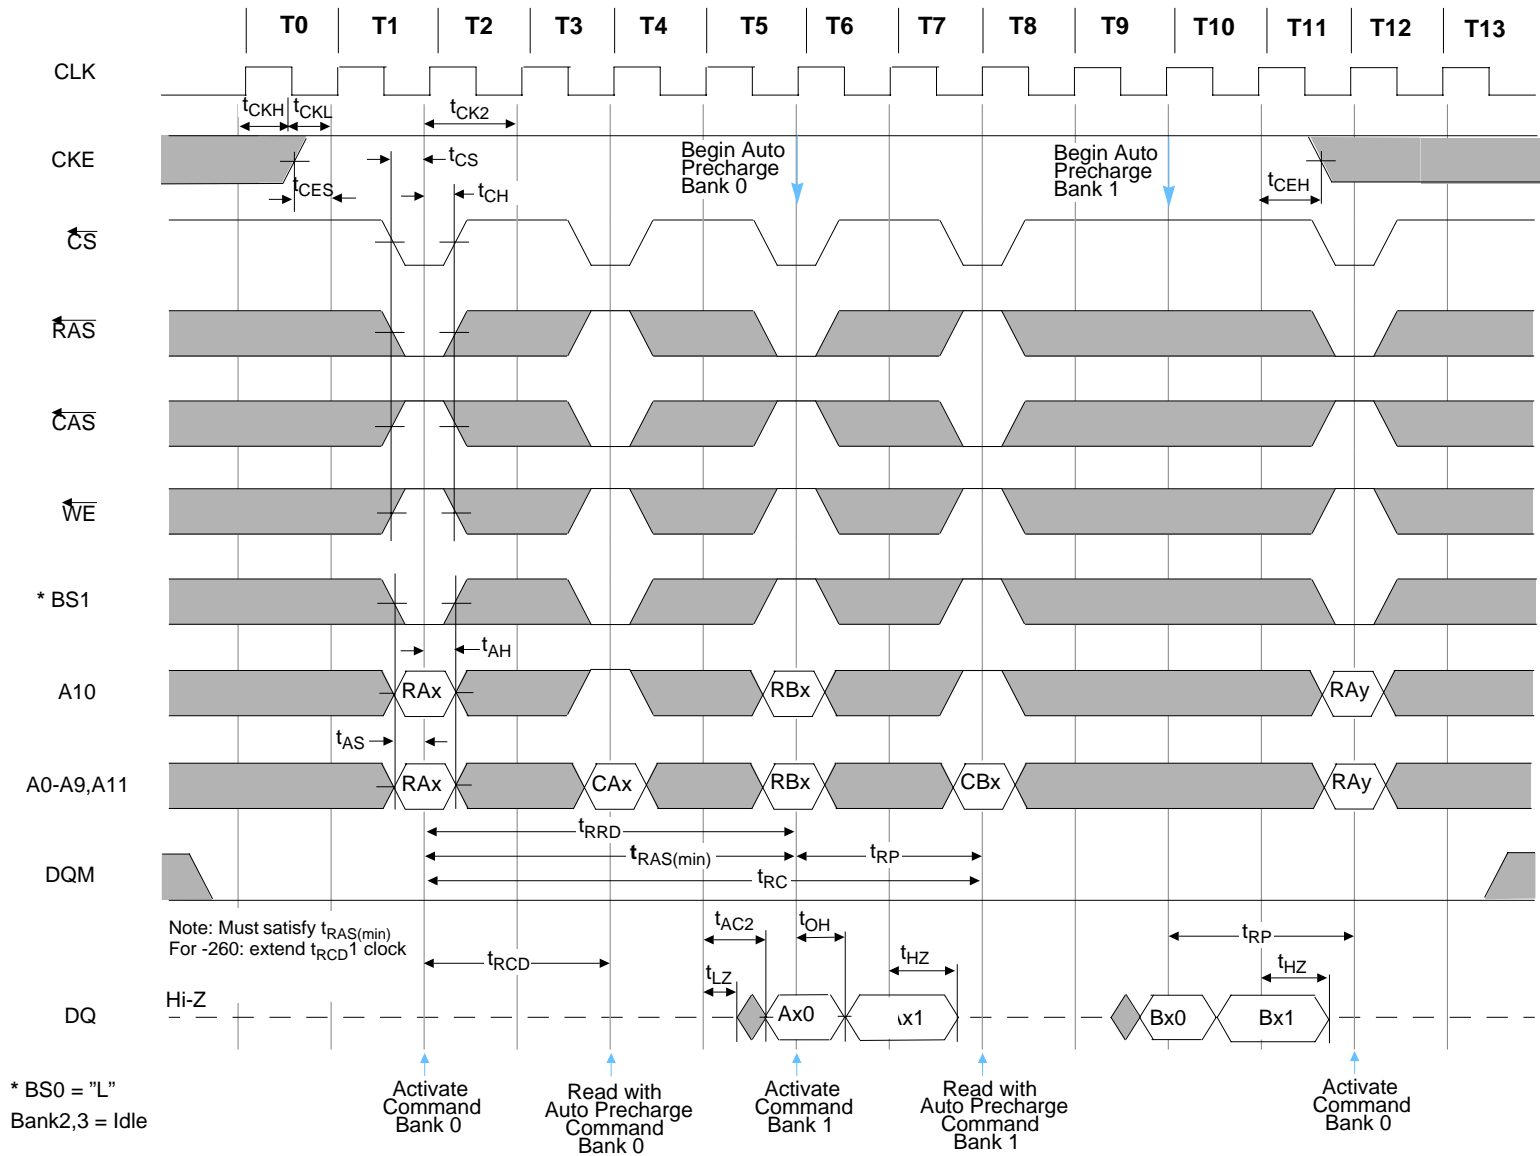 T0 T1 T2 T3 T4 T5 T6 T7 T8 T9 T10 T11 T12 T13
CLK
tCKH tCKL tCK2
CKE
tCS
Begin Auto
Precharge
Bank 0
Begin Auto
Precharge
Bank 1
tCES tCH tCEH
CS
RAS
CAS
WE
* BS1
tAH
A10 RAx RBx RAy
tAS
A0-A9,A11 RAx CAx RBx CBx RAy
tRRD
tRAS(min) tRP
DQM
tRC
Note: Must satisfy tRAS(min)
For -260: extend tRCD1 clock
tAC2 tOH tRP
tRCD tLZ tHZ tHZ
Hi-Z
DQ Ax0 x1 Bx0 Bx1
* BS0 = ”L”
Bank2,3 = Idle
Activate
Command
Bank 0
Read with
Auto Precharge
Command
Bank 0
Activate
Command
Bank 1
Read with
Auto Precharge
Command
Bank 1
Activate
Command
Bank 0